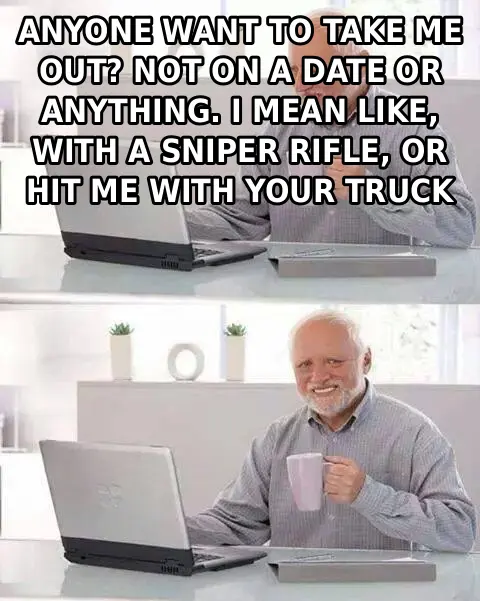 ANYONE WANT TO TAKE ME
OUT? NOT ON A DATE OR
ANYTHING. I MEAN LIKE,
WITH A SNIPER RIFLE, OR
HIT ME WITH YOUR TRUCK